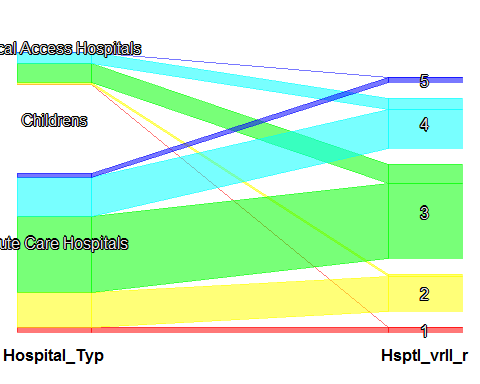 cal Access Hospitals
Childrens
ute Care Hospitals
5
4
3
2
1
Hospital_Typ
Hsptl_vrll_r